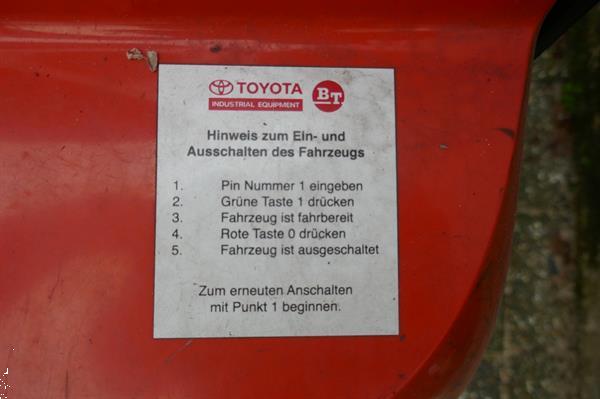 TOYOTA
INDUSTRIAL EQUIPMENT
BT
Hinweis zum Ein- und
Ausschalten des Fahrzeugs
1. Pin Nummer 1 eingeben
2. Grüne Taste 1 drücken
3. Fahrzeug ist fahrbereit
4. Rote Taste 0 drücken
5. Fahrzeug ist ausgeschaltet
Zum erneuten Anschalten
mit Punkt 1 beginnen.